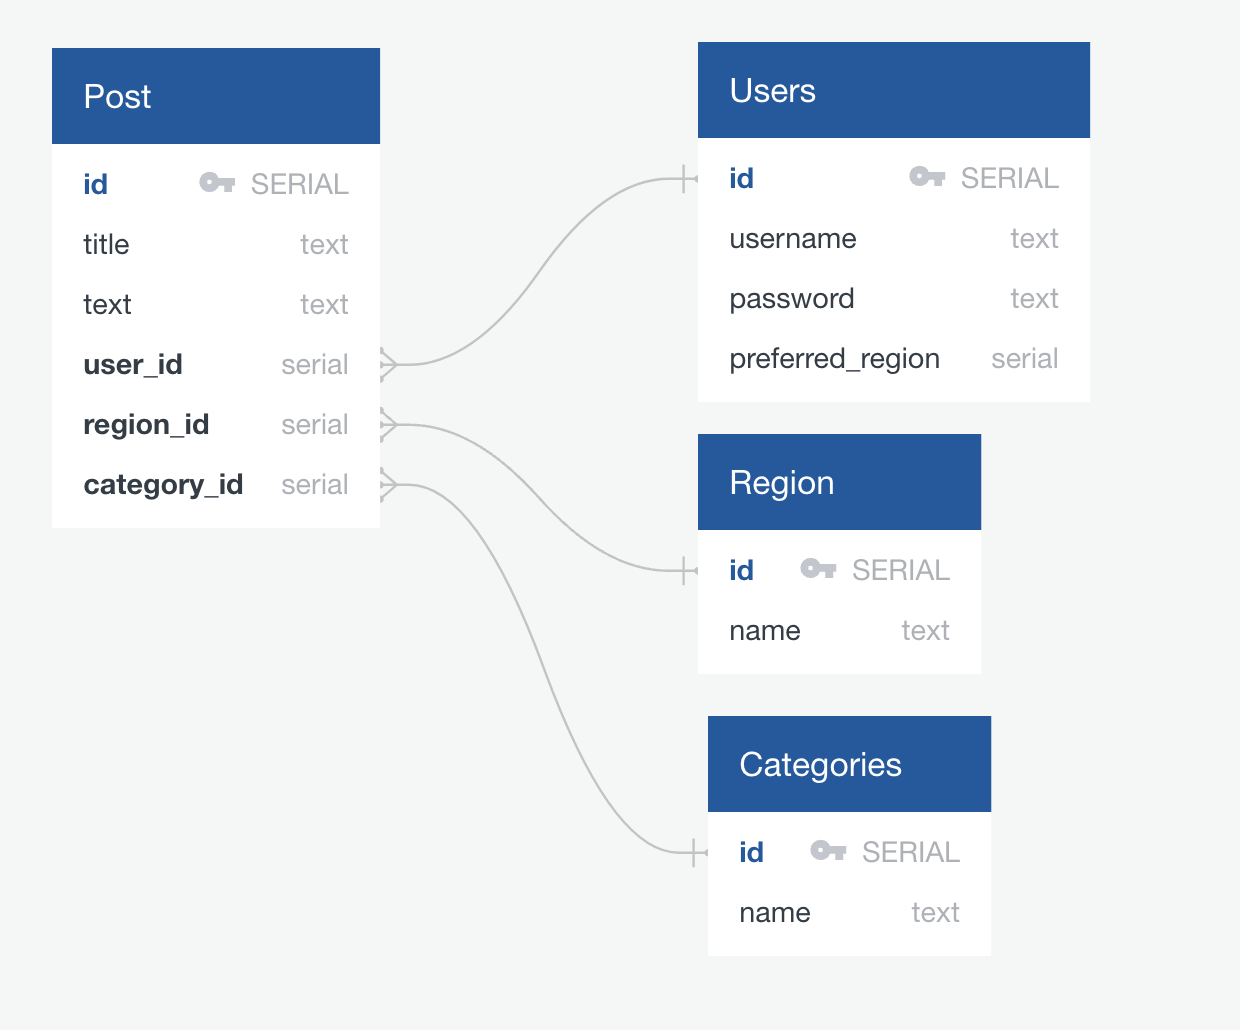 Post
id SERIAL
title text
text text
user_id serial
region_id serial
category_id serial
Users
id SERIAL
username text
password text
preferred_region serial
Region
id SERIAL
name text
Categories
id SERIAL
name text